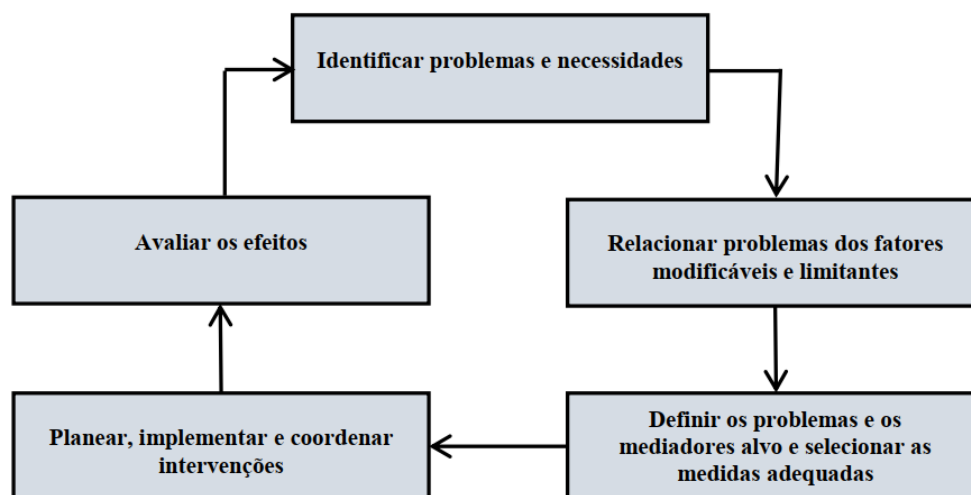 Identificar problemas e necessidades
Relacionar problemas dos fatores
modificáveis e limitantes
Definir os problemas e os
mediadores alvo e selecionar as
medidas adequadas
Planear, implementar e coordenar
intervenções
Avaliar os efeitos